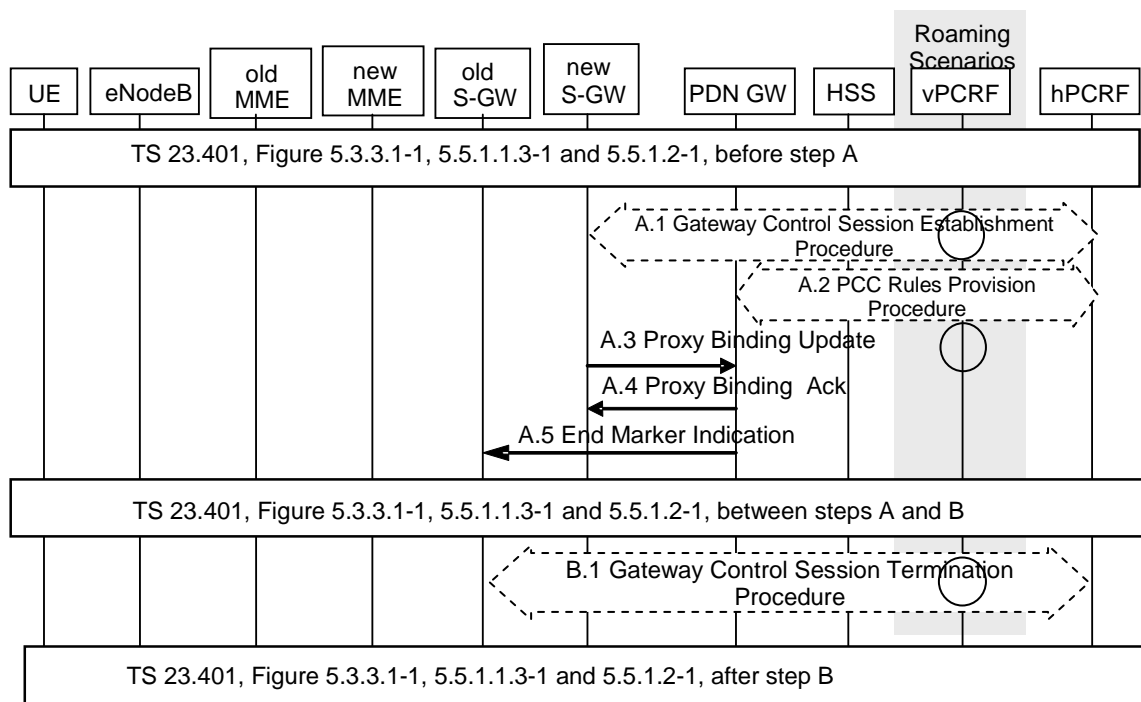 Roaming
Scenarios
UE
eNodeB
old
MME
new
MME
old
S-GW
new
S-GW
PDN GW
HSS
vPCRF
hPCRF
TS 23.401, Figure 5.3.3.1-1, 5.5.1.1.3-1 and 5.5.1.2-1, before step A
A.1 Gateway Control Session Establishment
Procedure
A.2 PCC Rules Provision
Procedure
A.3 Proxy Binding Update
A.4 Proxy Binding Ack
A.5 End Marker Indication
TS 23.401, Figure 5.3.3.1-1, 5.5.1.1.3-1 and 5.5.1.2-1, between steps A and B
B.1 Gateway Control Session Termination
Procedure
TS 23.401, Figure 5.3.3.1-1, 5.5.1.1.3-1 and 5.5.1.2-1, after step B